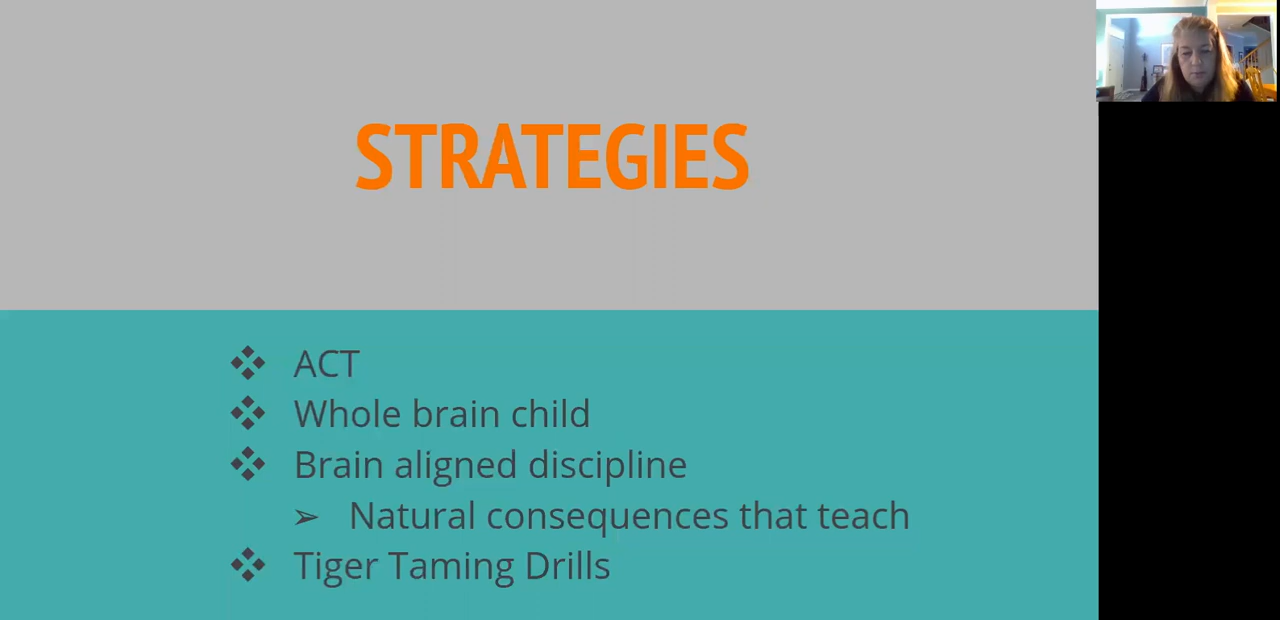 STRATEGIES
❖ ACT
❖ Whole brain child
❖ Brain aligned discipline
➢ Natural consequences that teach
❖ Tiger Taming Drills